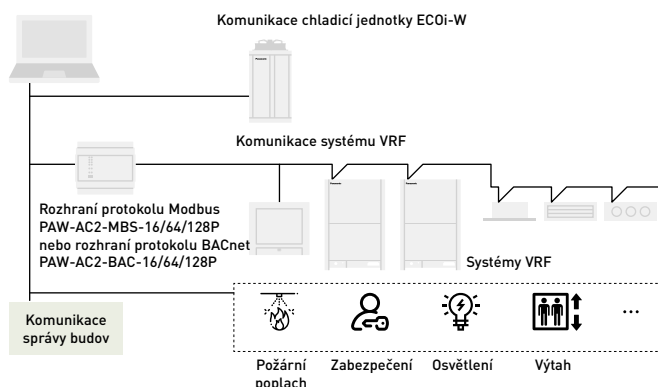 Komunikace chladicí jednotky ECOi-W
Komunikace systému VRF
Rozhraní protokolu Modbus
PAW-AC2-MBS-16/64/128P
nebo rozhraní protokolu BACnet
PAW-AC2-BAC-16/64/128P
Systémy VRF
Komunikace
správy budov
Požární
poplach
Zabezpečení
Osvětlení
Výtah
...